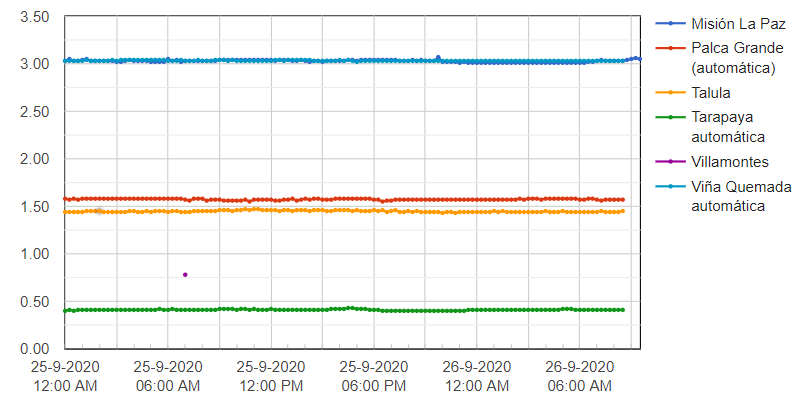 3.50
3.00
2.50
2.00
1.50
1.00
0.50
0.00
25-9-2020 25-9-2020 25-9-2020 25-9-2020 26-9-2020 26-9-2020
12:00 AM 06:00 AM 12:00 PM 06:00 PM 12:00 AM 06:00 AM
Misión La Paz
Palca Grande
(automática)
Talula
Tarapaya
automática
Villamontes
Viña Quemada
automática